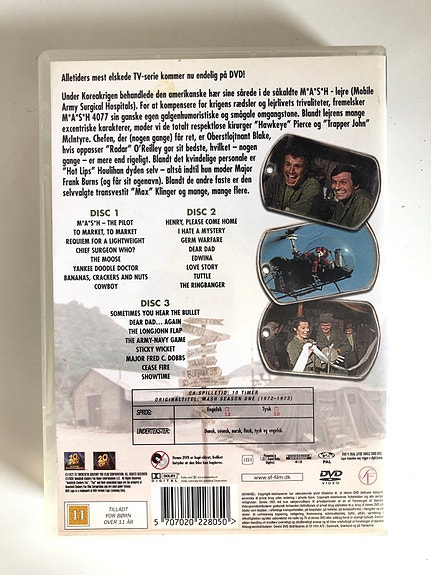 Alletiders mest elskede TV-serie kommer nu endelig på DVD!
Under Koreakrigen behandlede den amerikanske hær sine sårede i de såkaldte M*A*S*H - lejre (Mobile
Army Surgical Hospitals). For at kompensere for krigens rædsler og lejrlivets trivialiteter, fremelsker
M*A*S*H 4077 sin ganske egen galgenhumoristiske og smågale omgangstone. Blandt lejrens mange
excentriske karakterer, møder vi de totalt respektløse kirurger "Hawkeye" Pierce og "Trapper John"
McIntyre. Chefen, der (nogen gange) får ret, er Oberstløjtnant Blake,
hvis oppasser "Radar" O'Reilley gør sit bedste, hvilket – nogen
gange – er mere end rigeligt. Blandt det kvindelige personale er
"Hot Lips" Houlihan dyden selv – altså indtil hun møder Major
Frank Burns (og får sit øgenavn). Blandt de andre faste er den
selvvalgte transvestit "Max" Klinger og mange, mange flere.
DISC 1
M*A*S*H – THE PILOT
TO MARKET, TO MARKET
REQUIEM FOR A LIGHTWEIGHT
CHIEF SURGEON WHO?
THE MOOSE
YANKEE DOODLE DOCTOR
BANANAS, CRACKERS AND NUTS
COWBOY
DISC 2
HENRY, PLEASE COME HOME
I HATE A MYSTERY
GERM WARFARE
DEAR DAD
EDWINA
LOVE STORY
TUTTLE
THE RINGBANGER
DISC 3
SOMETIMES YOU HEAR THE BULLET
DEAR DAD... AGAIN
THE LONGJOHN FLAP
THE ARMY-NAVY GAME
STICKY WICKET
MAJOR FRED C. DOBBS
CEASE FIRE
SHOWTIME
CA SPILLETID: 10 TIMER
ORIGINALTITEL: MASH SEASON ONE (1972-1973)
SPROG: Engelsk Tysk
UNDERTEKSTER: Dansk, svensk, norsk, finsk, tysk og engelsk
PAL
DVD
VIDEO
SF
www.sf-film.dk
11
TILLADT
FOR BØRN
OVER 11 ÅR
5 707020 228050